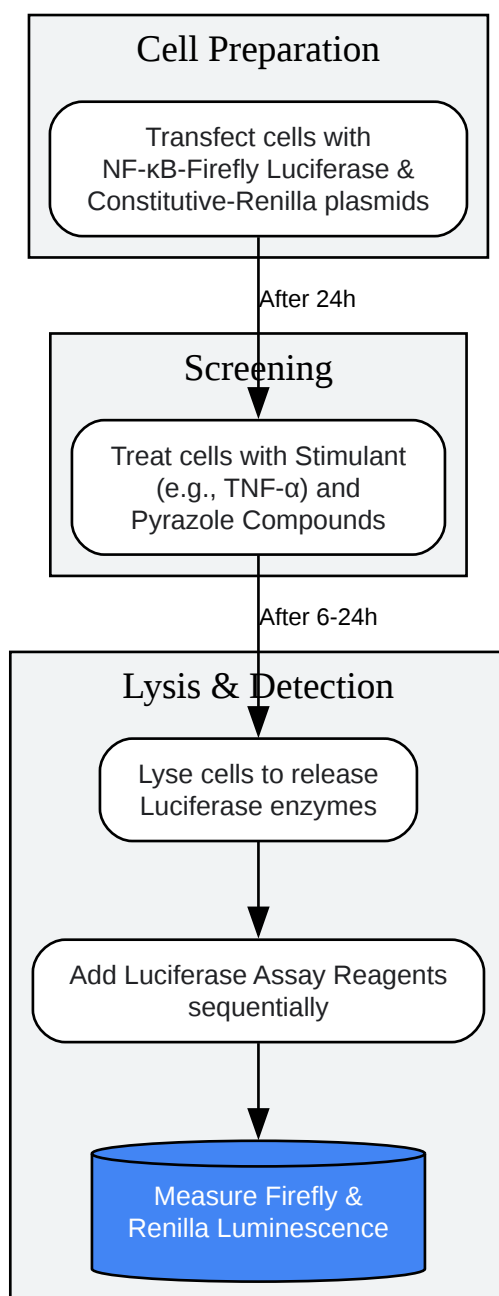 Cell Preparation
Transfect cells with
NF-κB-Firefly Luciferase &
Constitutive-Renilla plasmids
After 24h
Screening
Treat cells with Stimulant
(e.g., TNF-α) and
Pyrazole Compounds
After 6-24h
Lysis & Detection
Lyse cells to release
Luciferase enzymes
Add Luciferase Assay Reagents
sequentially
Measure Firefly &
Renilla Luminescence